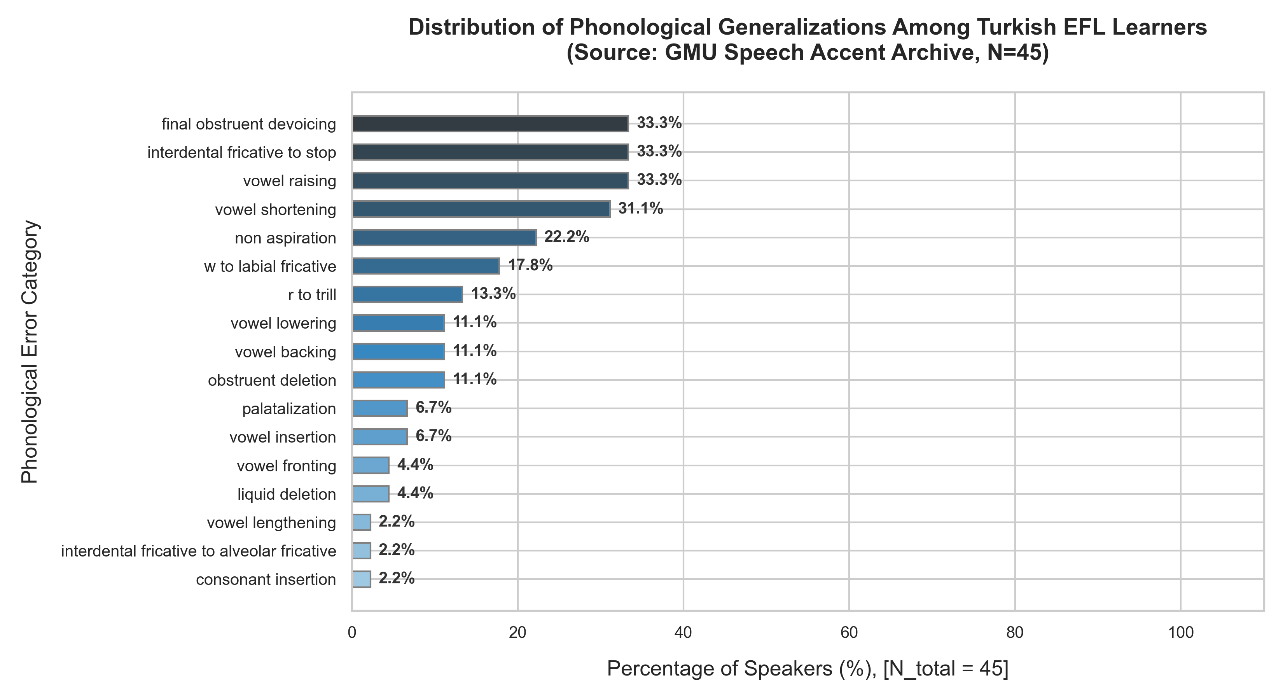 Distribution of Phonological Generalizations Among Turkish EFL Learners
(Source: GMU Speech Accent Archive, N=45)
Phonological Error Category
final obstruent devoicing 33.3%
interdental fricative to stop 33.3%
vowel raising 33.3%
vowel shortening 31.1%
non aspiration 22.2%
w to labial fricative 17.8%
r to trill 13.3%
vowel lowering 11.1%
vowel backing 11.1%
obstruent deletion 11.1%
palatalization 6.7%
vowel insertion 6.7%
vowel fronting 4.4%
liquid deletion 4.4%
vowel lengthening 2.2%
interdental fricative to alveolar fricative 2.2%
consonant insertion 2.2%
0 20 40 60 80 100
Percentage of Speakers (%), [N_total = 45]